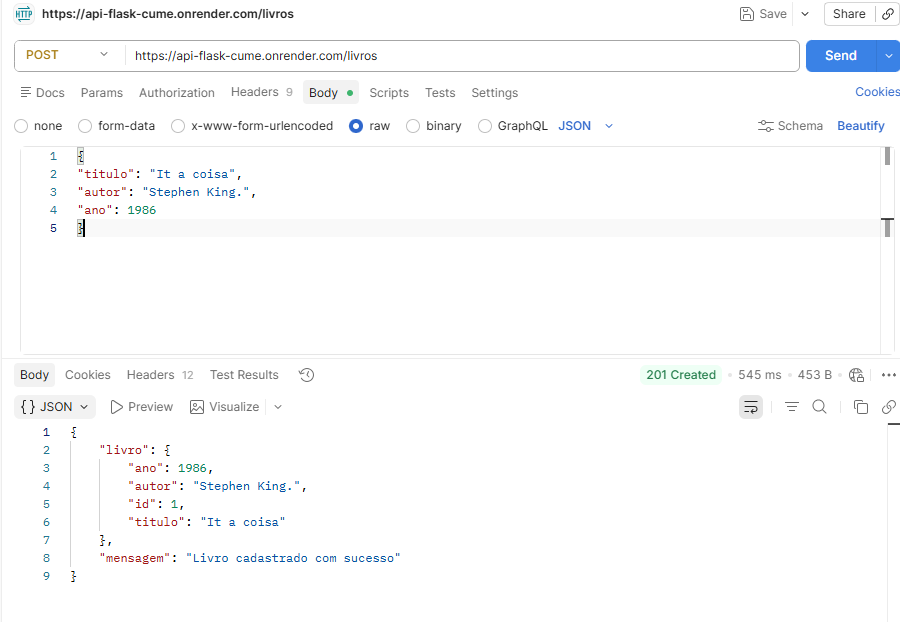 HTTP https://api-flask-cume.onrender.com/livros Save Share
POST https://api-flask-cume.onrender.com/livros Send
Docs Params Authorization Headers 9 Body Scripts Tests Settings Cookies
none form-data x-www-form-urlencoded raw binary GraphQL JSON Schema Beautify
1 {
2 "titulo": "It a coisa",
3 "autor": "Stephen King.",
4 "ano": 1986
5 }
Body Cookies Headers 12 Test Results 201 Created 545 ms 453 B
{} JSON Preview Visualize
1 {
2 "livro": {
3 "ano": 1986,
4 "autor": "Stephen King.",
5 "id": 1,
6 "titulo": "It a coisa"
7 },
8 "mensagem": "Livro cadastrado com sucesso"
9 }